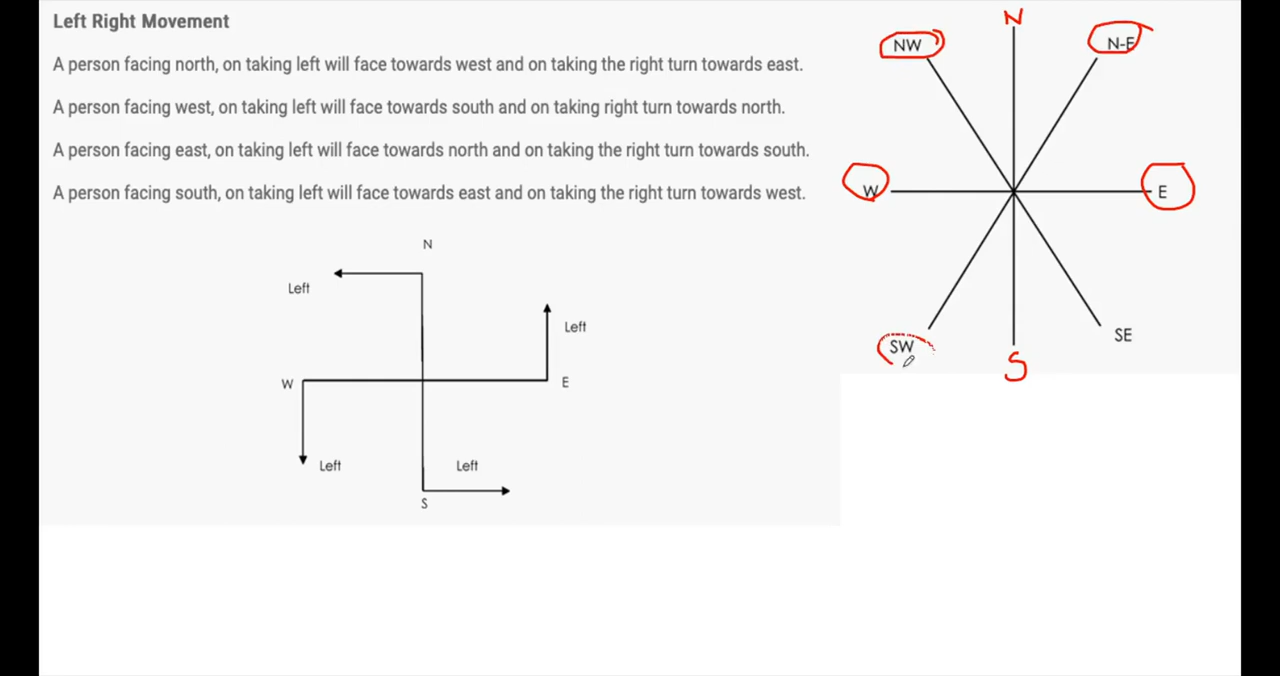 Left Right Movement
A person facing north, on taking left will face towards west and on taking the right turn towards east.
A person facing west, on taking left will face towards south and on taking right turn towards north.
A person facing east, on taking left will face towards north and on taking the right turn towards south.
A person facing south, on taking left will face towards east and on taking the right turn towards west.
N
Left
Left
W
E
Left
Left
S
N
NW
N-E
W
E
SW
SE
S